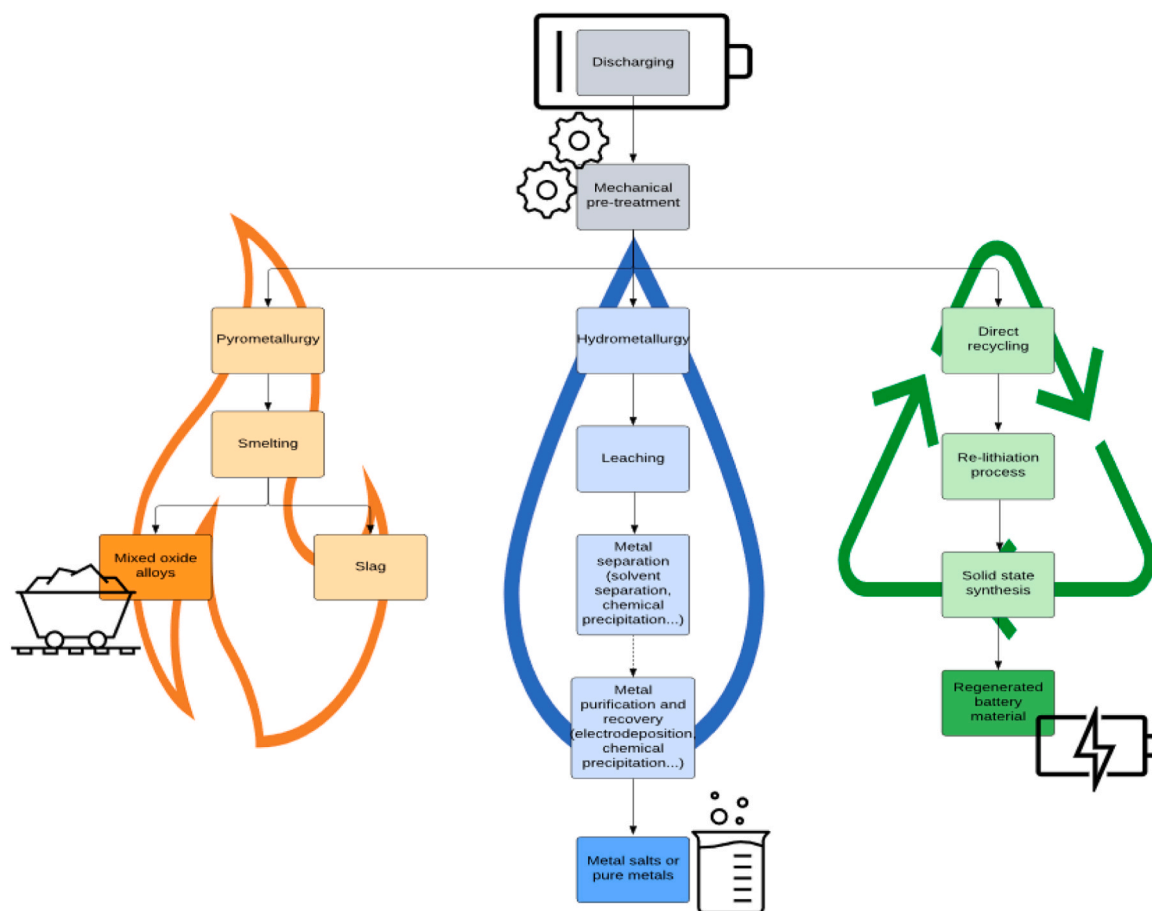 Discharging
Mechanical
pre-treatment
Pyrometallurgy
Hydrometallurgy
Direct
recycling
Smelting
Leaching
Re-lithiation
process
Mixed oxide
alloys
Slag
Metal
separation
(solvent
separation,
chemical
precipitation...)
Solid state
synthesis
Metal
purification and
recovery
(electrodeposition,
chemical
precipitation...)
Regenerated
battery
material
Metal salts or
pure metals